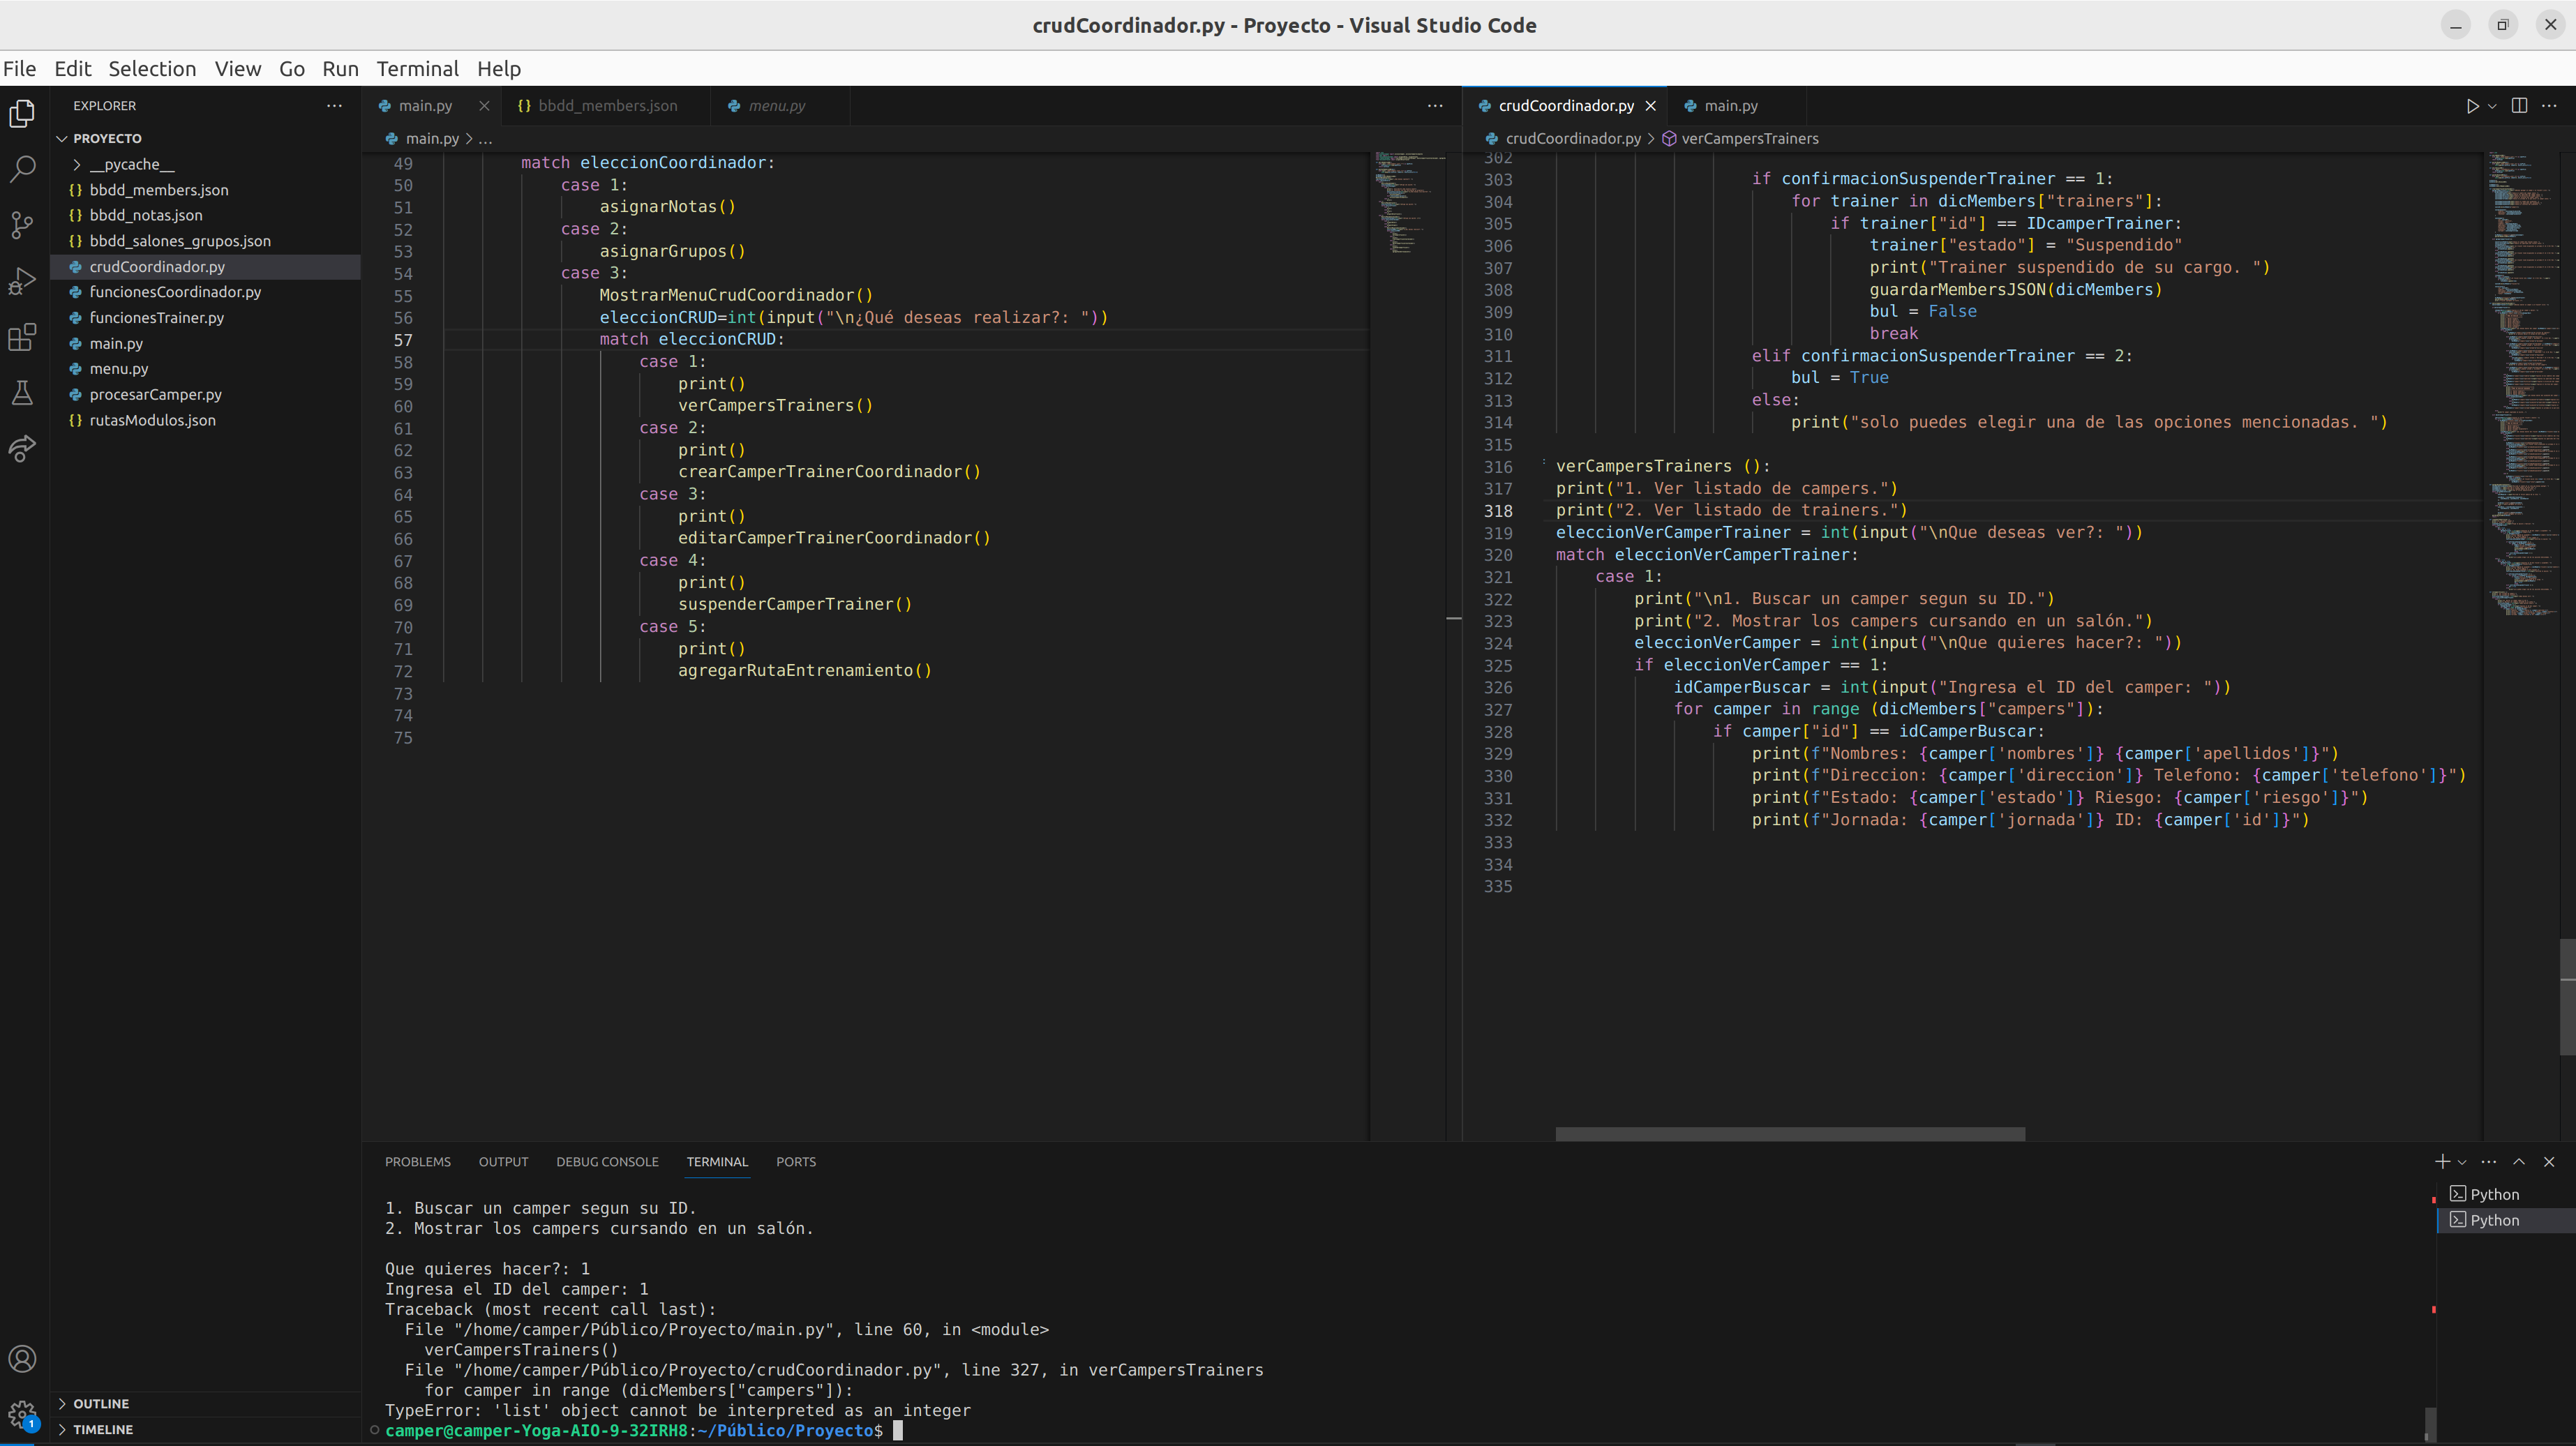 crudCoordinador.py - Proyecto - Visual Studio Code
File Edit Selection View Go Run Terminal Help
EXPLORER
PROYECTO
__pycache__
bbdd_members.json
bbdd_notas.json
bbdd_salones_grupos.json
crudCoordinador.py
funcionesCoordinador.py
funcionesTrainer.py
main.py
menu.py
procesarCamper.py
rutasModulos.json
OUTLINE
TIMELINE
1
main.py bbdd_members.json menu.py
main.py > ...
49 match eleccionCoordinador:
50 case 1:
51 asignarNotas()
52 case 2:
53 asignarGrupos()
54 case 3:
55 MostrarMenuCrudCoordinador()
56 eleccionCRUD=int(input("\n¿Qué deseas realizar?: "))
57 match eleccionCRUD:
58 case 1:
59 print()
60 verCampersTrainers()
61 case 2:
62 print()
63 crearCamperTrainerCoordinador()
64 case 3:
65 print()
66 editarCamperTrainerCoordinador()
67 case 4:
68 print()
69 suspenderCamperTrainer()
70 case 5:
71 print()
72 agregarRutaEntrenamiento()
73
74
75
crudCoordinador.py main.py
crudCoordinador.py > verCampersTrainers
302
303 if confirmacionSuspenderTrainer == 1:
304 for trainer in dicMembers["trainers"]:
305 if trainer["id"] == IDcamperTrainer:
306 trainer["estado"] = "Suspendido"
307 print("Trainer suspendido de su cargo. ")
308 guardarMembersJSON(dicMembers)
309 bul = False
310 break
311 elif confirmacionSuspenderTrainer == 2:
312 bul = True
313 else:
314 print("solo puedes elegir una de las opciones mencionadas. ")
315
316 verCampersTrainers ():
317 print("1. Ver listado de campers.")
318 print("2. Ver listado de trainers.")
319 eleccionVerCamperTrainer = int(input("\nQue deseas ver?: "))
320 match eleccionVerCamperTrainer:
321 case 1:
322 print("\n1. Buscar un camper segun su ID.")
323 print("2. Mostrar los campers cursando en un salón.")
324 eleccionVerCamper = int(input("\nQue quieres hacer?: "))
325 if eleccionVerCamper == 1:
326 idCamperBuscar = int(input("Ingresa el ID del camper: "))
327 for camper in range (dicMembers["campers"]):
328 if camper["id"] == idCamperBuscar:
329 print(f"Nombres: {camper['nombres']} {camper['apellidos']}")
330 print(f"Direccion: {camper['direccion']} Telefono: {camper['telefono']}")
331 print(f"Estado: {camper['estado']} Riesgo: {camper['riesgo']}")
332 print(f"Jornada: {camper['jornada']} ID: {camper['id']}")
333
334
335
PROBLEMS OUTPUT DEBUG CONSOLE TERMINAL PORTS
1. Buscar un camper segun su ID.
2. Mostrar los campers cursando en un salón.
Que quieres hacer?: 1
Ingresa el ID del camper: 1
Traceback (most recent call last):
File "/home/camper/Público/Proyecto/main.py", line 60, in <module>
verCampersTrainers()
File "/home/camper/Público/Proyecto/crudCoordinador.py", line 327, in verCampersTrainers
for camper in range (dicMembers["campers"]):
TypeError: 'list' object cannot be interpreted as an integer
camper@camper-Yoga-AIO-9-32IRH8:~/Público/Proyecto$
Python
Python